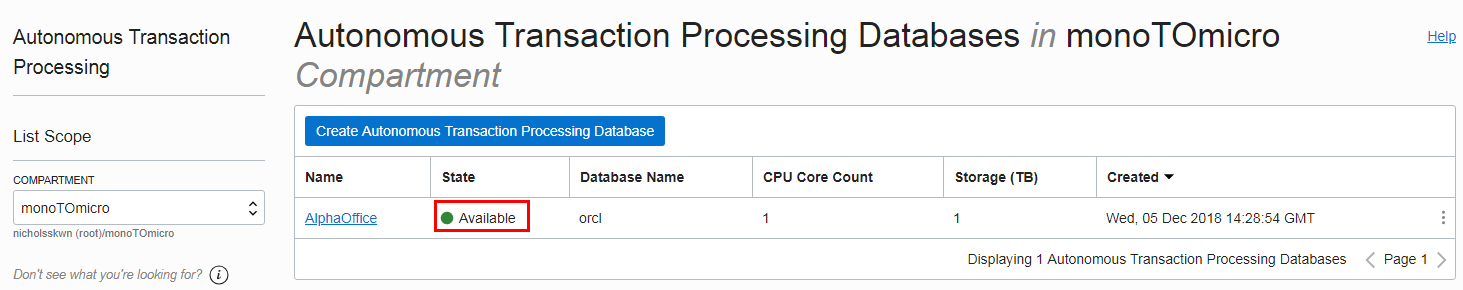 Autonomous Transaction
Processing
List Scope
COMPARTMENT
monoTOmicro
nicholsskwn (root)/monoTOmicro
Don't see what you're looking for? i
Autonomous Transaction Processing Databases in monoTOmicro
Compartment
Help
Create Autonomous Transaction Processing Database
Name State Database Name CPU Core Count Storage (TB) Created
AlphaOffice Available orcl 1 1 Wed, 05 Dec 2018 14:28:54 GMT
Displaying 1 Autonomous Transaction Processing Databases Page 1